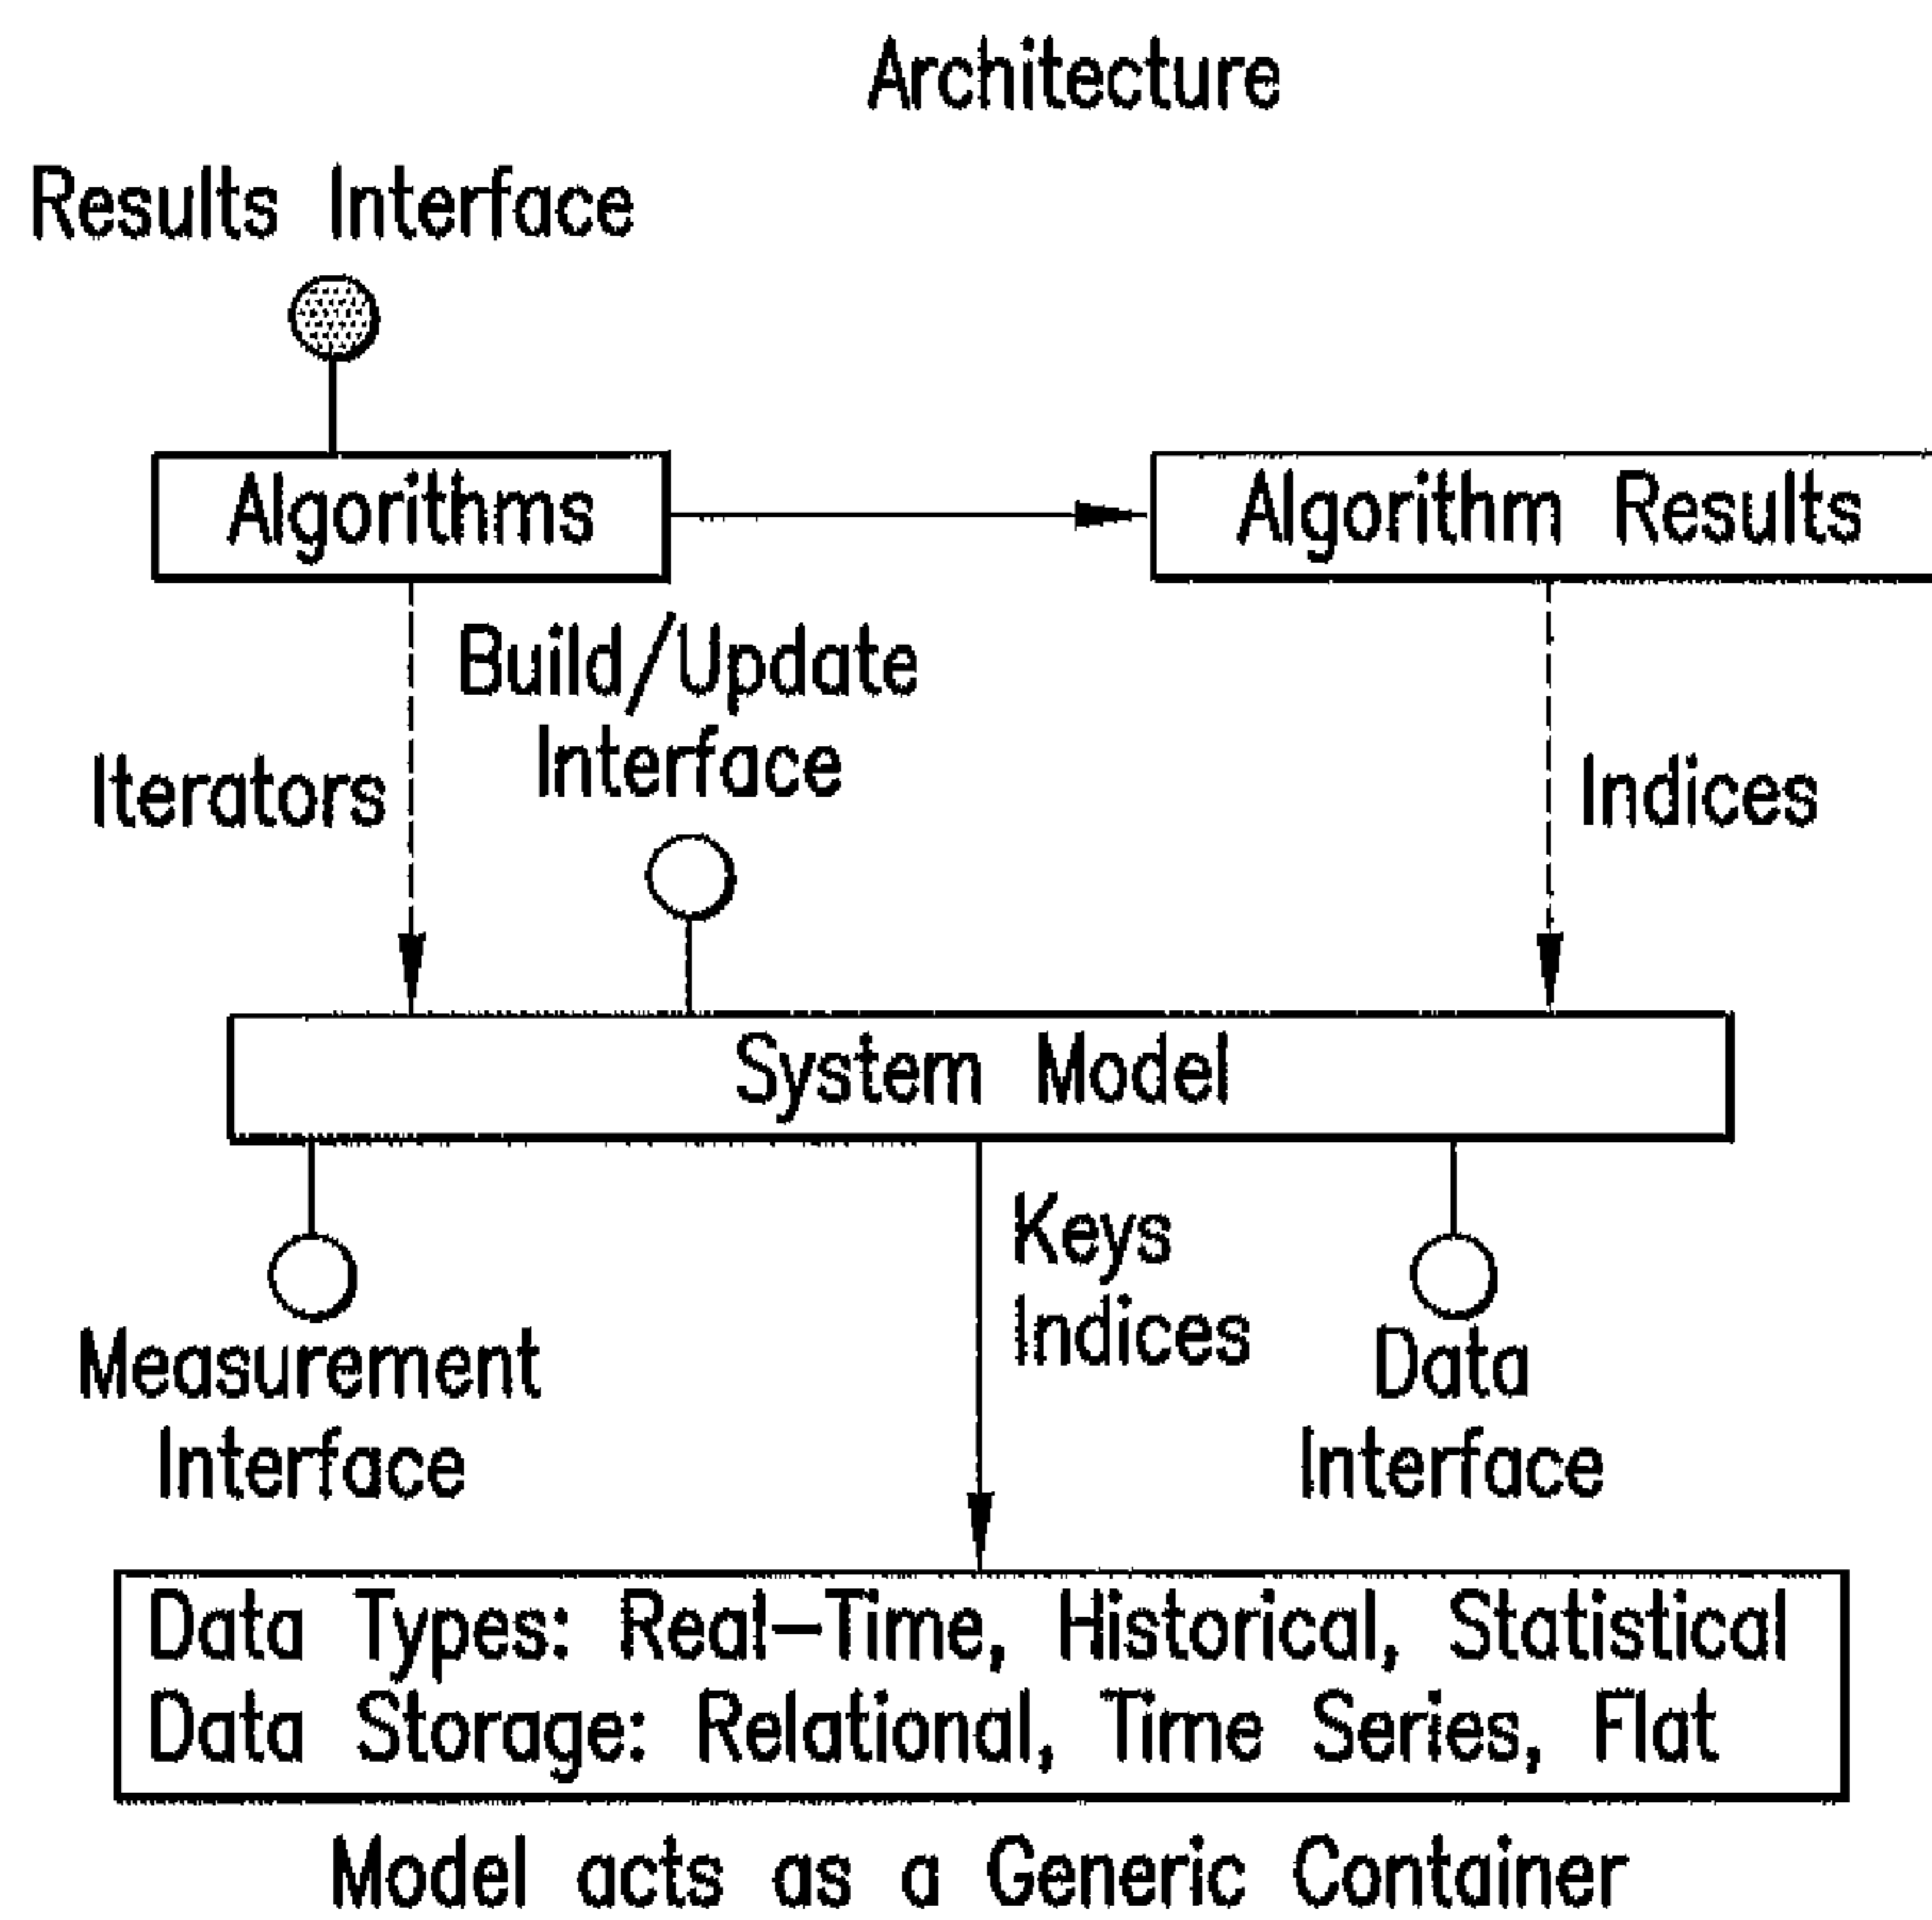 Architecture
Results Interface
Algorithms
Algorithm Results
Build/Update
Interface
Iterators
Indices
System Model
Keys
Indices
Measurement
Interface
Data
Interface
Data Types: Real-Time, Historical, Statistical
Data Storage: Relational, Time Series, Flat
Model acts as a Generic Container